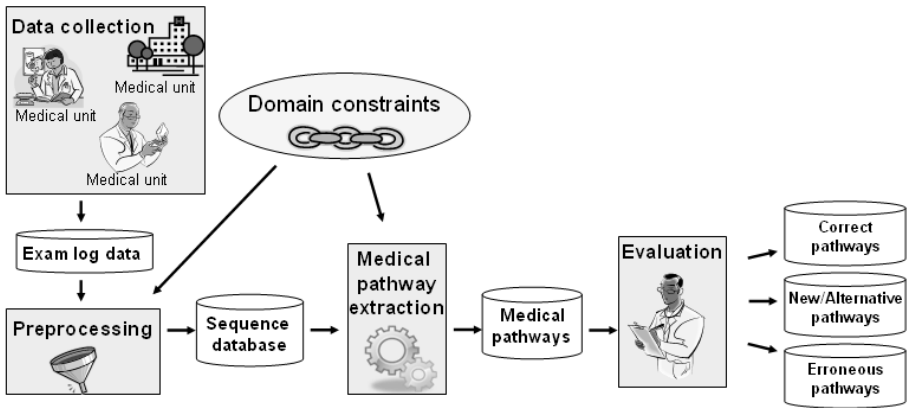 Data collection
Medical unit
Medical unit
Medical unit
Domain constraints
Exam log data
Preprocessing
Sequence
database
Medical
pathway
extraction
Medical
pathways
Evaluation
Correct
pathways
New/Alternative
pathways
Erroneous
pathways